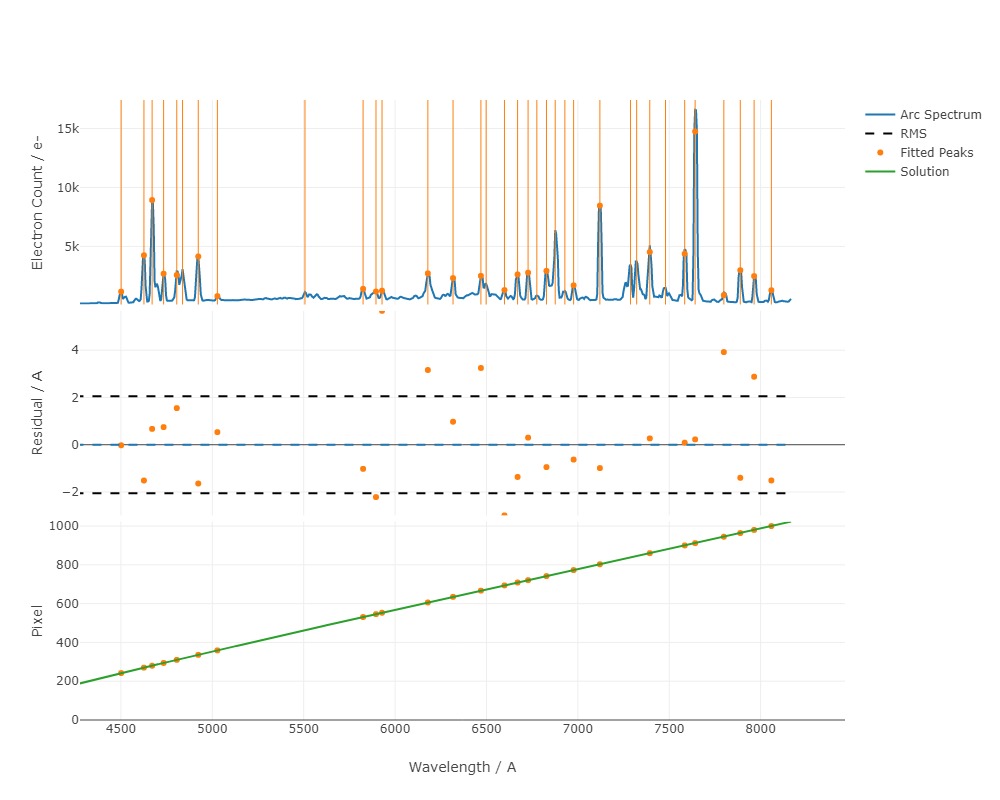 15k
10k
5k
Electron Count / e-
Arc Spectrum
RMS
Fitted Peaks
Solution
4
2
0
−2
Residual / A
1000
800
600
400
200
0
Pixel
4500 5000 5500 6000 6500 7000 7500 8000
Wavelength / A